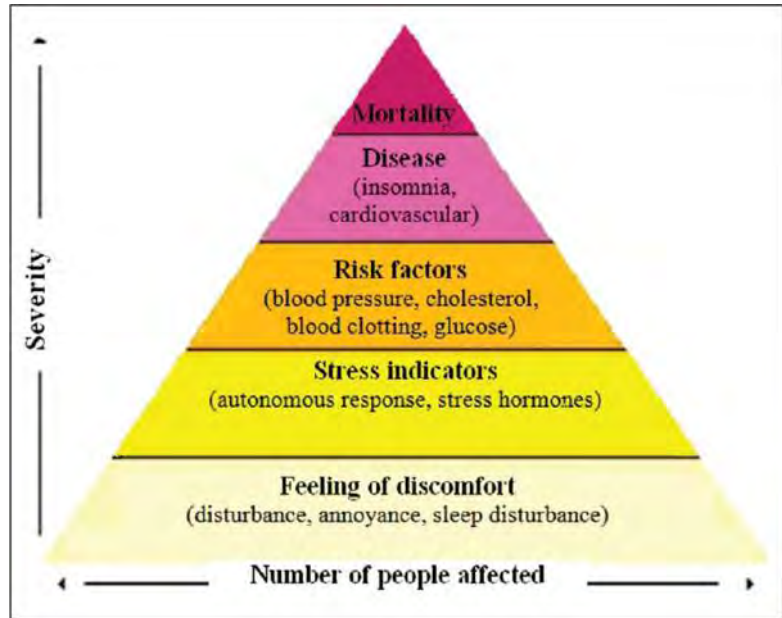 Mortality
Disease
(insomnia,
cardiovascular)
Risk factors
(blood pressure, cholesterol,
blood clotting, glucose)
Stress indicators
(autonomous response, stress hormones)
Feeling of discomfort
(disturbance, annoyance, sleep disturbance)
Severity
Number of people affected